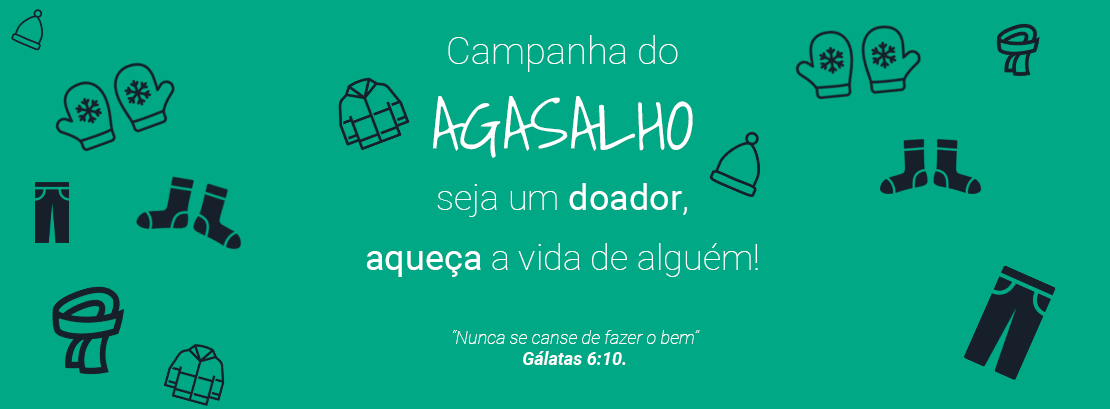 Campanha do
AGASALHO
seja um doador,
aqueça a vida de alguém!
“Nunca se canse de fazer o bem”
Gálatas 6:10.